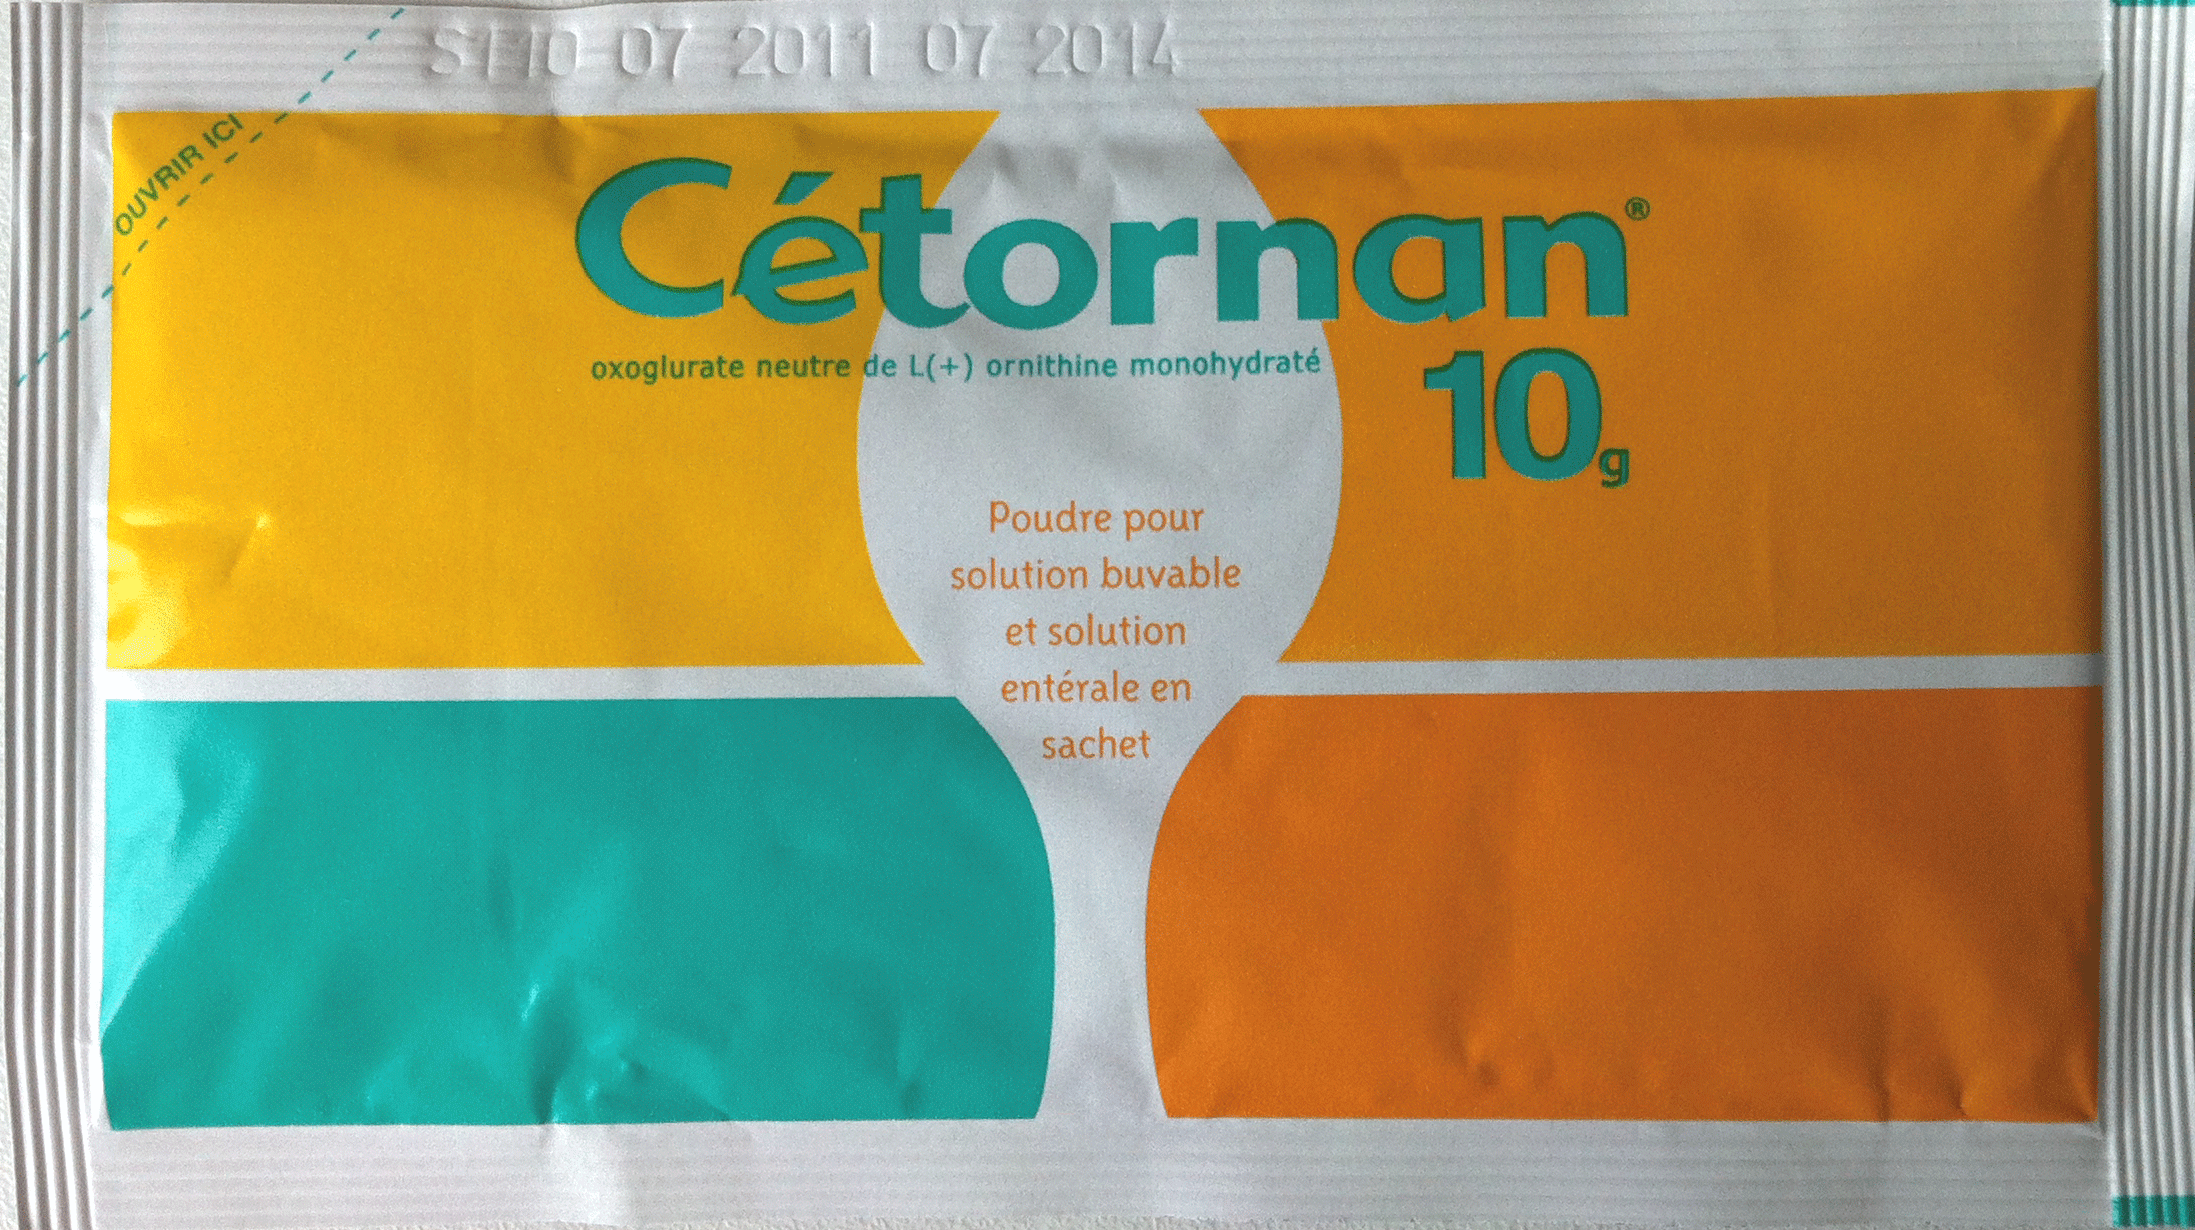 07 2011 07 2014
OUVRIR ICI
Cétornan®
oxoglurate neutre de L(+) ornithine monohydraté
10g
Poudre pour
solution buvable
et solution
entérale en
sachet